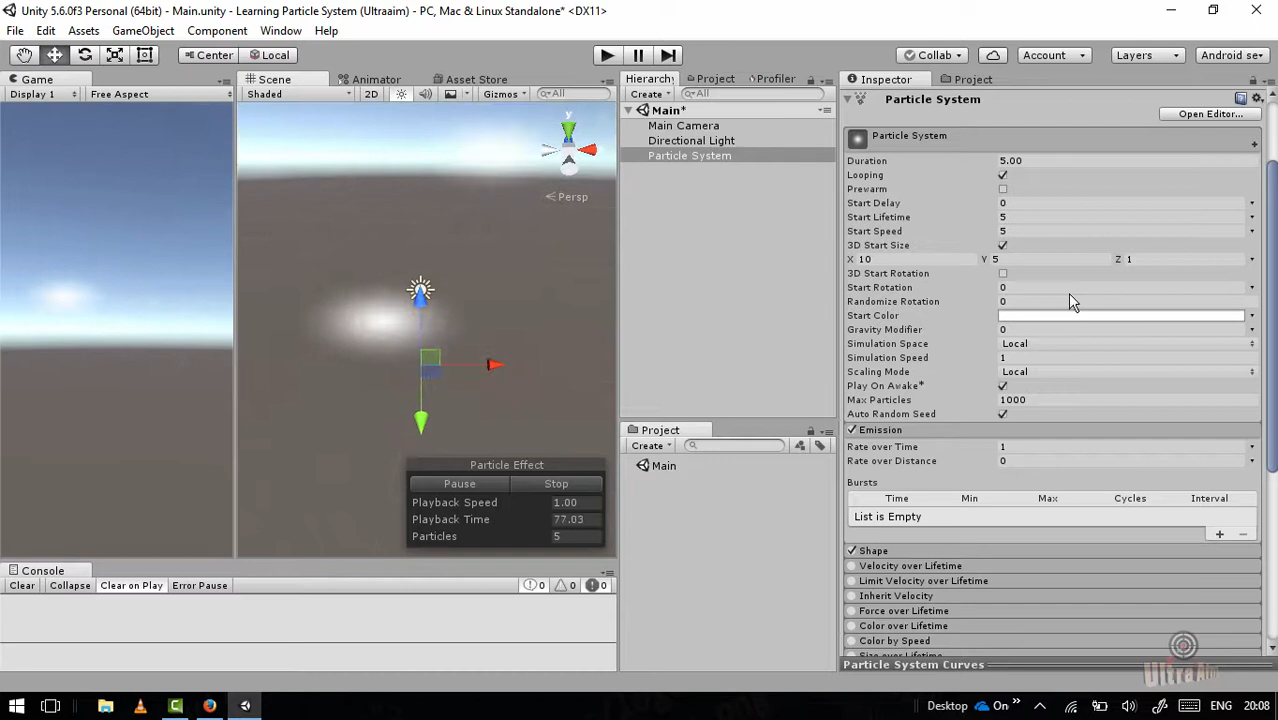 Unity 5.6.0f3 Personal (64bit) - Main.unity - Learning Particle System (Ultraaim) - PC, Mac & Linux Standalone* <DX11>
File Edit Assets GameObject Component Window Help
Center Local Collab Account Layers Android se
Game Scene Animator Asset Store Hierarchy Project Profiler Inspector Project
Display 1 Free Aspect Shaded 2D Gizmos All Create All Particle System
Main*
Open Editor...
Main Camera
Directional Light
Particle System
Particle System
Duration 5.00
Looping
Prewarm
Start Delay 0
Start Lifetime 5
Start Speed 5
3D Start Size
X 10 Y 5 Z 1
3D Start Rotation
Start Rotation 0
Randomize Rotation 0
Start Color
Gravity Modifier 0
Simulation Space Local
Simulation Speed 1
Scaling Mode Local
Play On Awake*
Max Particles 1000
Auto Random Seed
Emission
Rate over Time 1
Rate over Distance 0
Bursts
Time Min Max Cycles Interval
List is Empty
Shape
Velocity over Lifetime
Limit Velocity over Lifetime
Inherit Velocity
Force over Lifetime
Color over Lifetime
Color by Speed
Size over Lifetime
Particle System Curves
y
Persp
Particle Effect
Pause Stop
Playback Speed 1.00
Playback Time 77.03
Particles 5
Project
Create
Main
Console
Clear Collapse Clear on Play Error Pause 0 0 0
Desktop On ENG 20:08